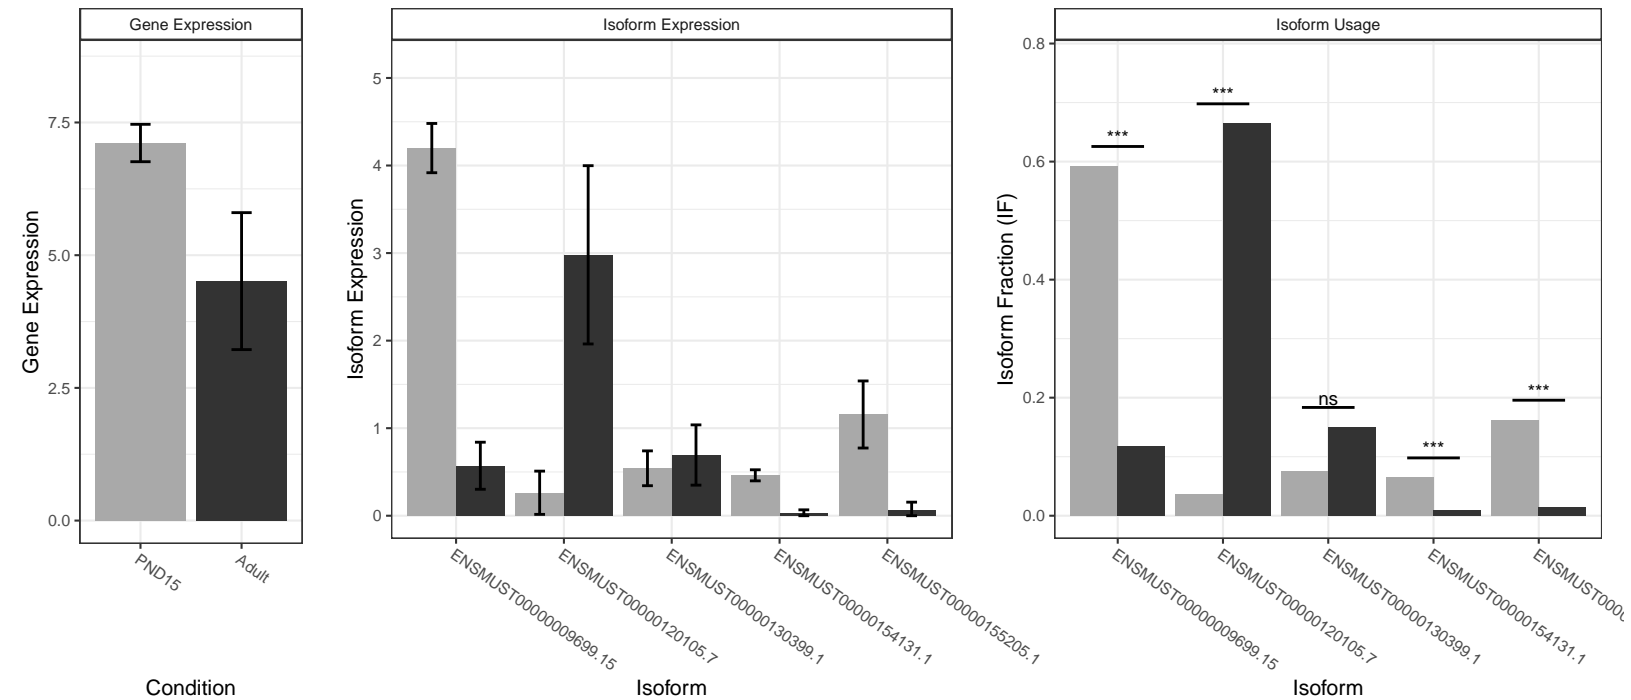 Gene Expression
Isoform Expression
Isoform Usage
Gene Expression
7.5
5.0
2.5
0.0
PND15
Adult
Condition
Isoform Expression
5
4
3
2
1
0
ENSMUST00000009699.15
ENSMUST00000120105.7
ENSMUST00000130399.1
ENSMUST00000154131.1
ENSMUST00000155205.1
Isoform
Isoform Fraction (IF)
0.8
0.6
0.4
0.2
0.0
***
***
ns
***
***
ENSMUST00000009699.15
ENSMUST00000120105.7
ENSMUST00000130399.1
ENSMUST00000154131.1
ENSMUST000
Isoform